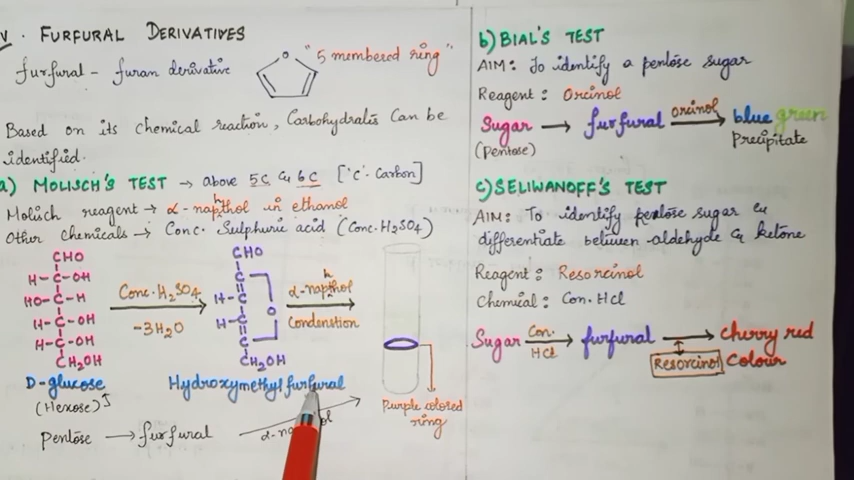 V. FURFURAL DERIVATIVES
furfural - furan derivative
O
"5 membered ring"
Based on its chemical reaction, Carbohydrates Can be
identified.
a) MOLISCH'S TEST → above 5C & 6C ['C'- Carbon]
Molisch reagent → α-napthol in ethanol
h
Other chemicals → Conc. Sulphuric acid (Conc. H2SO4)
CHO
H-C-OH
HO-C-H
H-C-OH
H-C-OH
CH2OH
D-glucose
(Hexose)
Conc. H2SO4
-3H2O
CHO
C
H-C
H-C
C
O
CH2OH
Hydroxymethyl furfural
α-napthol
h
Condenstion
Purple colored
ring
Pentose → furfural
b) BIAL'S TEST
AIM: To identify a pentose sugar
Reagent: Orcinol
Sugar → furfural orcinol → blue green
(Pentose)
Precipitate
c) SELIWANOFF'S TEST
AIM: To identify pentose sugar &
differentiate between aldehyde & ketone
Reagent: Resorcinol
Chemical: Con. HCl
Sugar Con. HCl → furfural → cherry red
Resorcinol Colour